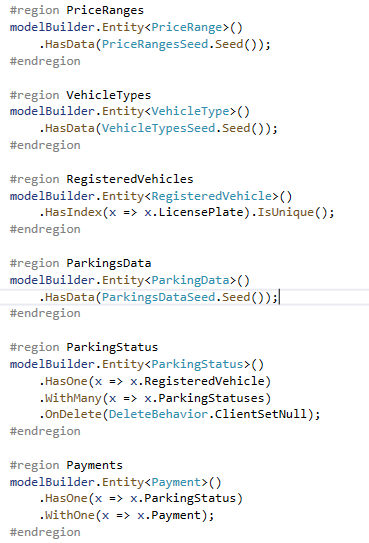 #region PriceRanges
modelBuilder.Entity<PriceRange>()
    .HasData(PriceRangesSeed.Seed());
#endregion

#region VehicleTypes
modelBuilder.Entity<VehicleType>()
    .HasData(VehicleTypesSeed.Seed());
#endregion

#region RegisteredVehicles
modelBuilder.Entity<RegisteredVehicle>()
    .HasIndex(x => x.LicensePlate).IsUnique();
#endregion

#region ParkingsData
modelBuilder.Entity<ParkingData>()
    .HasData(ParkingsDataSeed.Seed());
#endregion

#region ParkingStatus
modelBuilder.Entity<ParkingStatus>()
    .HasOne(x => x.RegisteredVehicle)
    .WithMany(x => x.ParkingStatuses)
    .OnDelete(DeleteBehavior.ClientSetNull);
#endregion

#region Payments
modelBuilder.Entity<Payment>()
    .HasOne(x => x.ParkingStatus)
    .WithOne(x => x.Payment);
#endregion